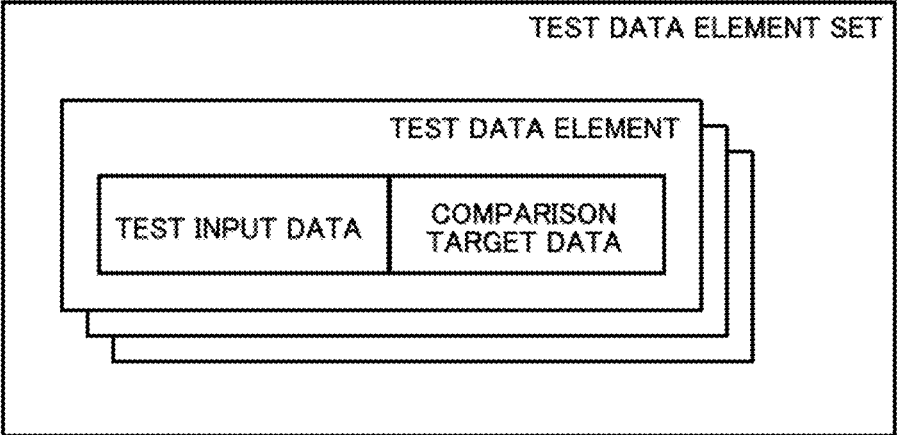 TEST DATA ELEMENT SET
TEST DATA ELEMENT
TEST INPUT DATA
COMPARISON
TARGET DATA